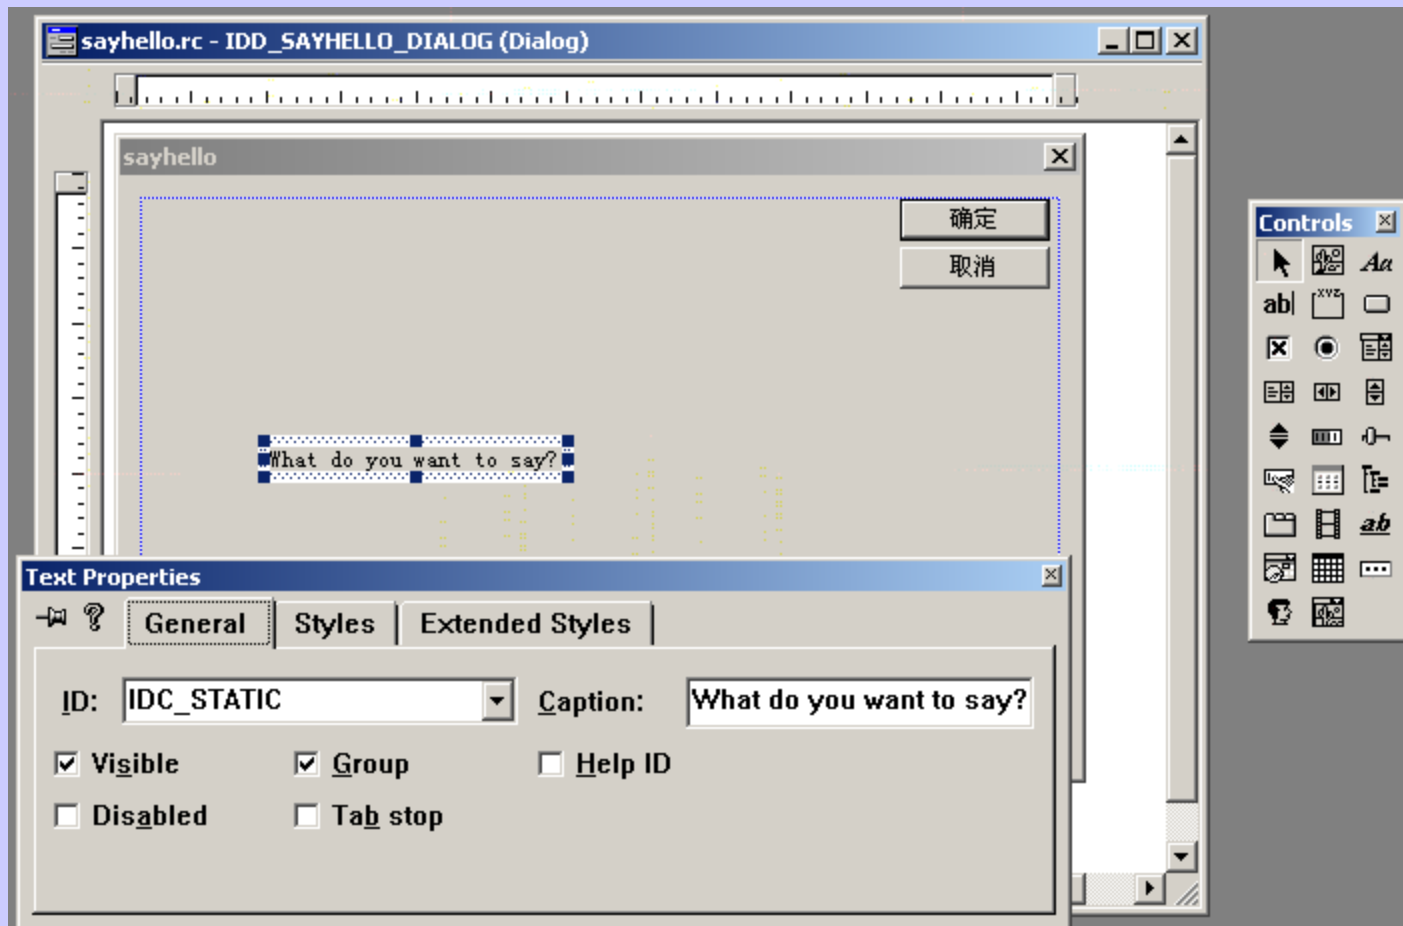 sayhello.rc - IDD_SAYHELLO_DIALOG (Dialog)
sayhello
确定
取消
What do you want to say?
Controls
Aa
ab|
XYZ
ab
Text Properties
General
Styles
Extended Styles
ID:
IDC_STATIC
Caption:
What do you want to say?
Visible
Group
Help ID
Disabled
Tab stop